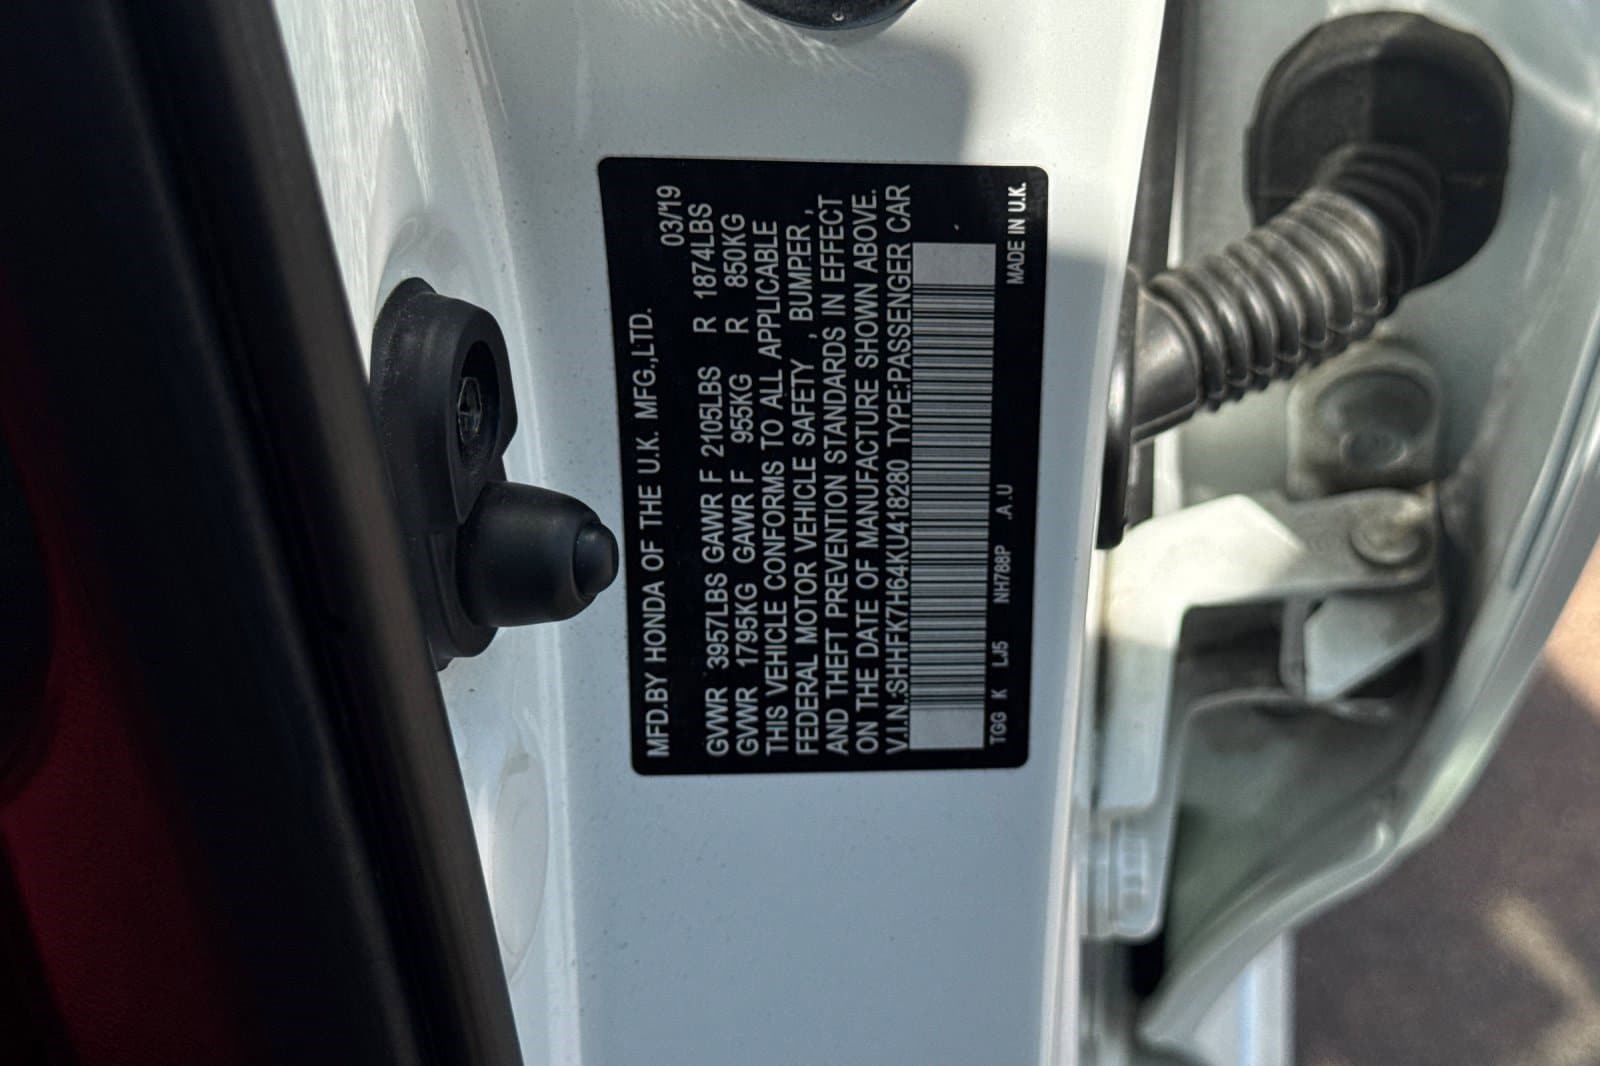 MFD.BY HONDA OF THE U.K. MFG.,LTD. 03/'19
GVWR 3957LBS GAWR F 2105LBS R 1874LBS
GVWR 1795KG GAWR F 955KG R 850KG
THIS VEHICLE CONFORMS TO ALL APPLICABLE
FEDERAL MOTOR VEHICLE SAFETY , BUMPER ,
AND THEFT PREVENTION STANDARDS IN EFFECT
ON THE DATE OF MANUFACTURE SHOWN ABOVE.
V.I.N.:SHHFK7H64KU418280 TYPE:PASSENGER CAR
TGG K LJ5 NH788P .A .U MADE IN U.K.